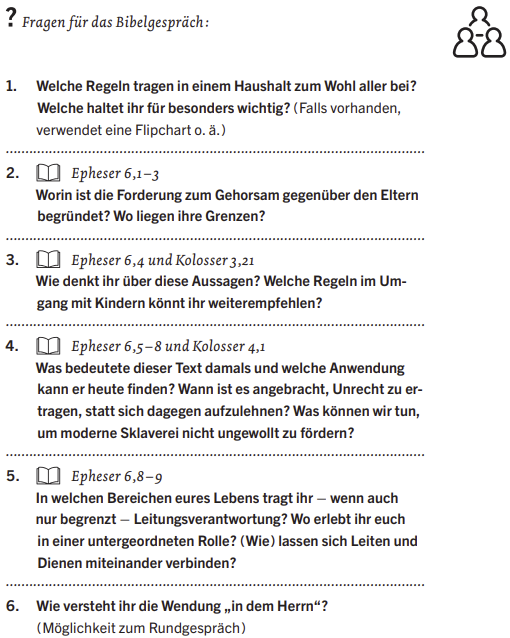 ? Fragen für das Bibelgespräch:
1. Welche Regeln tragen in einem Haushalt zum Wohl aller bei?
Welche haltet ihr für besonders wichtig? (Falls vorhanden,
verwendet eine Flipchart o. ä.)
2. Epheser 6,1–3
Worin ist die Forderung zum Gehorsam gegenüber den Eltern
begründet? Wo liegen ihre Grenzen?
3. Epheser 6,4 und Kolosser 3,21
Wie denkt ihr über diese Aussagen? Welche Regeln im Um-
gang mit Kindern könnt ihr weiterempfehlen?
4. Epheser 6,5–8 und Kolosser 4,1
Was bedeutete dieser Text damals und welche Anwendung
kann er heute finden? Wann ist es angebracht, Unrecht zu er-
tragen, statt sich dagegen aufzulehnen? Was können wir tun,
um moderne Sklaverei nicht ungewollt zu fördern?
5. Epheser 6,8–9
In welchen Bereichen eures Lebens tragt ihr – wenn auch
nur begrenzt – Leitungsverantwortung? Wo erlebt ihr euch
in einer untergeordneten Rolle? (Wie) lassen sich Leiten und
Dienen miteinander verbinden?
6. Wie versteht ihr die Wendung „in dem Herrn“?
(Möglichkeit zum Rundgespräch)